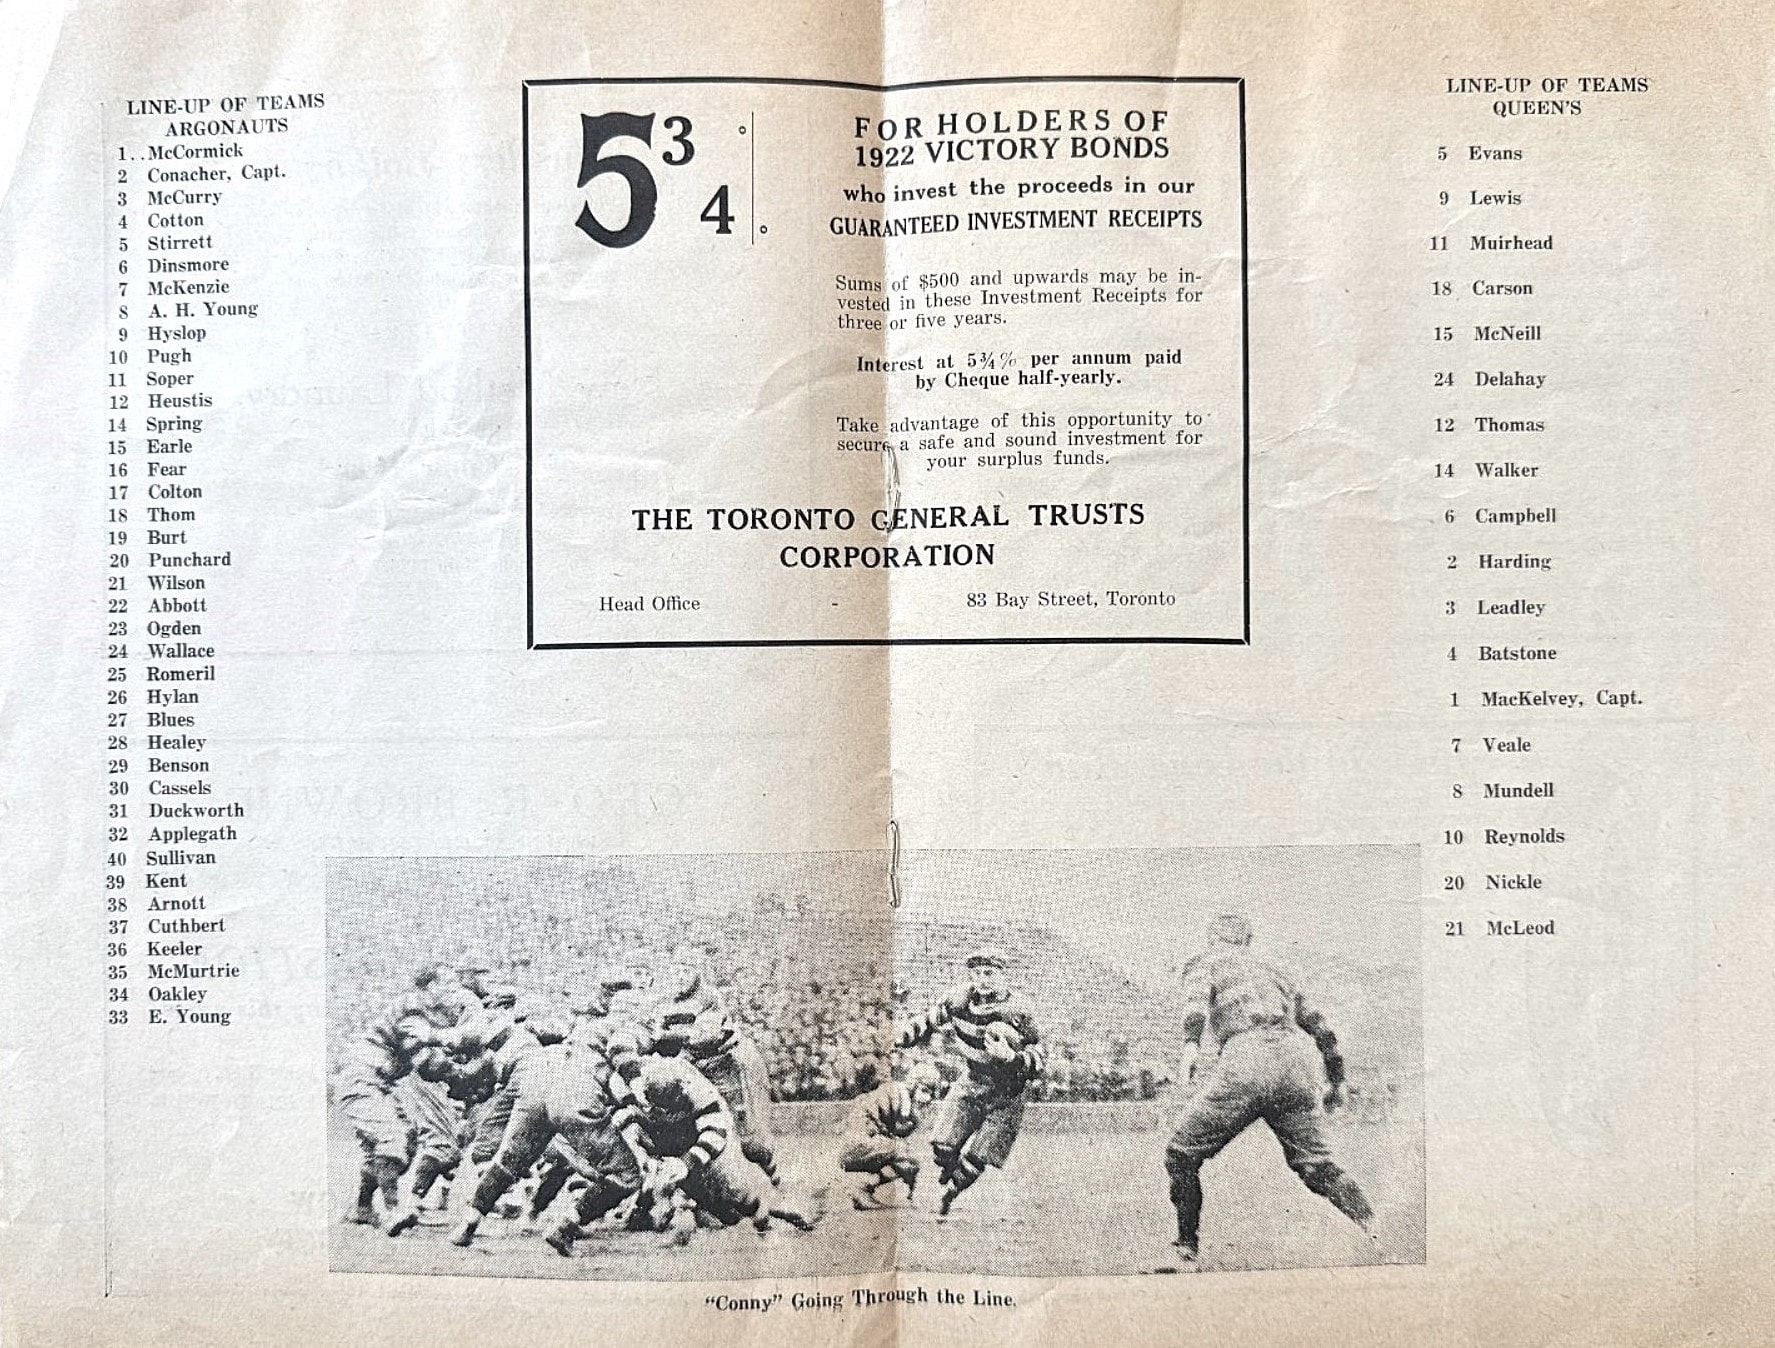 LINE-UP OF TEAMS
ARGONAUTS
1. . McCormick
2 Conacher, Capt.
3 McCurry
4 Cotton
5 Stirrett
6 Dinsmore
7 McKenzie
8 A. H. Young
9 Hyslop
10 Pugh
11 Soper
12 Heustis
14 Spring
15 Earle
16 Fear
17 Colton
18 Thom
19 Burt
20 Punchard
21 Wilson
22 Abbott
23 Ogden
24 Wallace
25 Romeril
26 Hylan
27 Blues
28 Healey
29 Benson
30 Cassels
31 Duckworth
32 Applegath
40 Sullivan
39 Kent
38 Arnott
37 Cuthbert
36 Keeler
35 McMurtrie
34 Oakley
33 E. Young
5 3/4 %
FOR HOLDERS OF
1922 VICTORY BONDS
who invest the proceeds in our
GUARANTEED INVESTMENT RECEIPTS
Sums of $500 and upwards may be in-
vested in these Investment Receipts for
three or five years.
Interest at 5¾% per annum paid
by Cheque half-yearly.
Take advantage of this opportunity to
secure a safe and sound investment for
your surplus funds.
THE TORONTO GENERAL TRUSTS
CORPORATION
Head Office - 83 Bay Street, Toronto
LINE-UP OF TEAMS
QUEEN'S
5 Evans
9 Lewis
11 Muirhead
18 Carson
15 McNeill
24 Delahay
12 Thomas
14 Walker
6 Campbell
2 Harding
3 Leadley
4 Batstone
1 MacKelvey, Capt.
7 Veale
8 Mundell
10 Reynolds
20 Nickle
21 McLeod
"Conny" Going Through the Line.